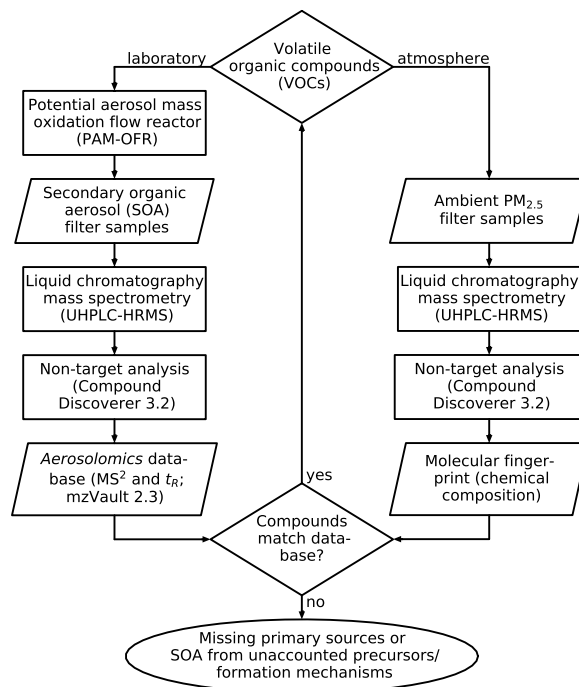 Volatile
organic compounds
(VOCs)
laboratory
atmosphere
Potential aerosol mass
oxidation flow reactor
(PAM-OFR)
Secondary organic
aerosol (SOA)
filter samples
Ambient PM2.5
filter samples
Liquid chromatography
mass spectrometry
(UHPLC-HRMS)
Liquid chromatography
mass spectrometry
(UHPLC-HRMS)
Non-target analysis
(Compound
Discoverer 3.2)
Non-target analysis
(Compound
Discoverer 3.2)
Aerosolomics data-
base (MS² and tR;
mzVault 2.3)
Molecular finger-
print (chemical
composition)
yes
Compounds
match data-
base?
no
Missing primary sources or
SOA from unaccounted precursors/
formation mechanisms